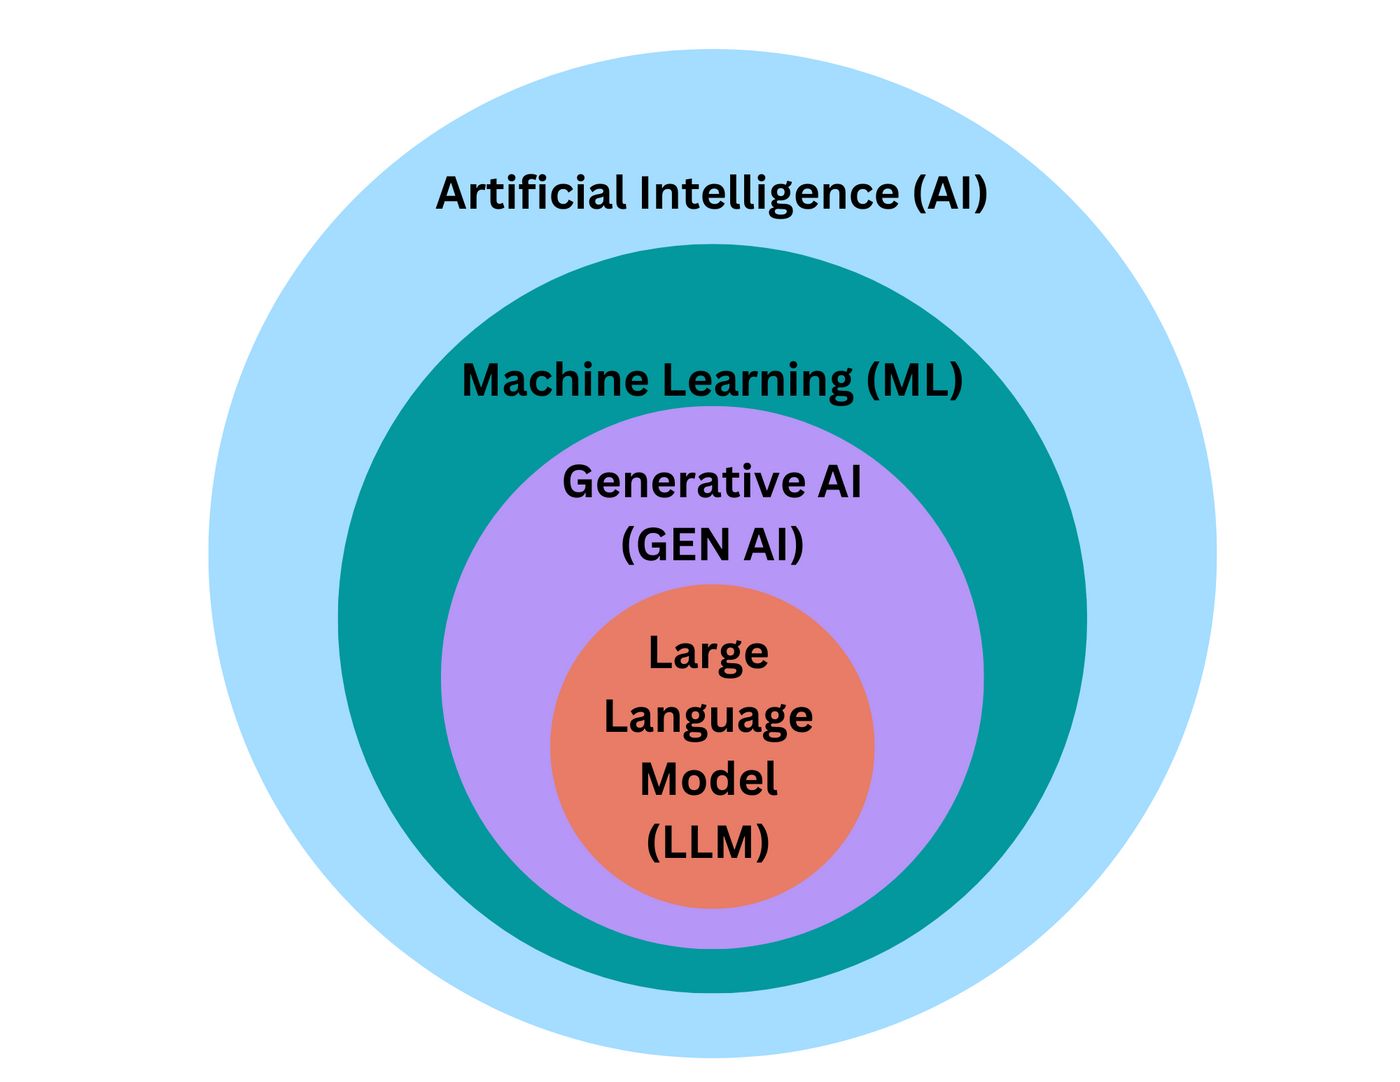 Artificial Intelligence (AI)
Machine Learning (ML)
Generative AI
(GEN AI)
Large
Language
Model
(LLM)